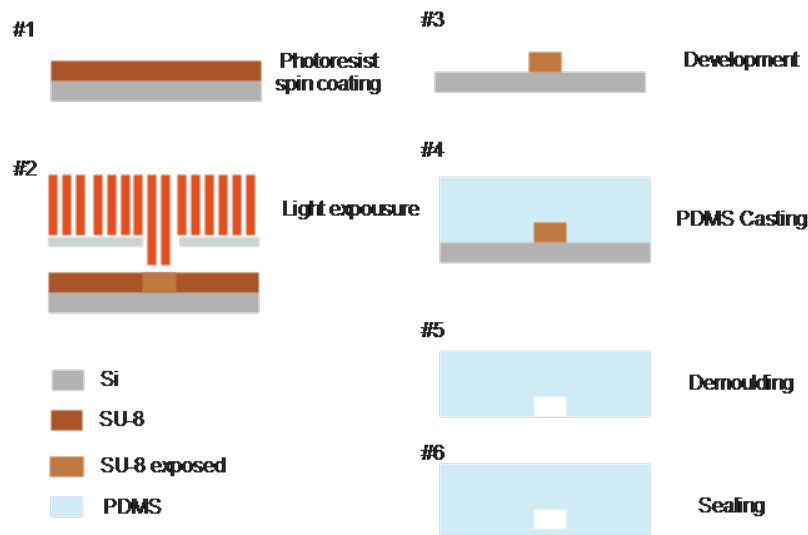 #1
Photoresist
spin coating
#2
Light expousure
Si
SU-8
SU-8 exposed
PDMS
#3
Development
#4
PDMS Casting
#5
Demoulding
#6
Sealing